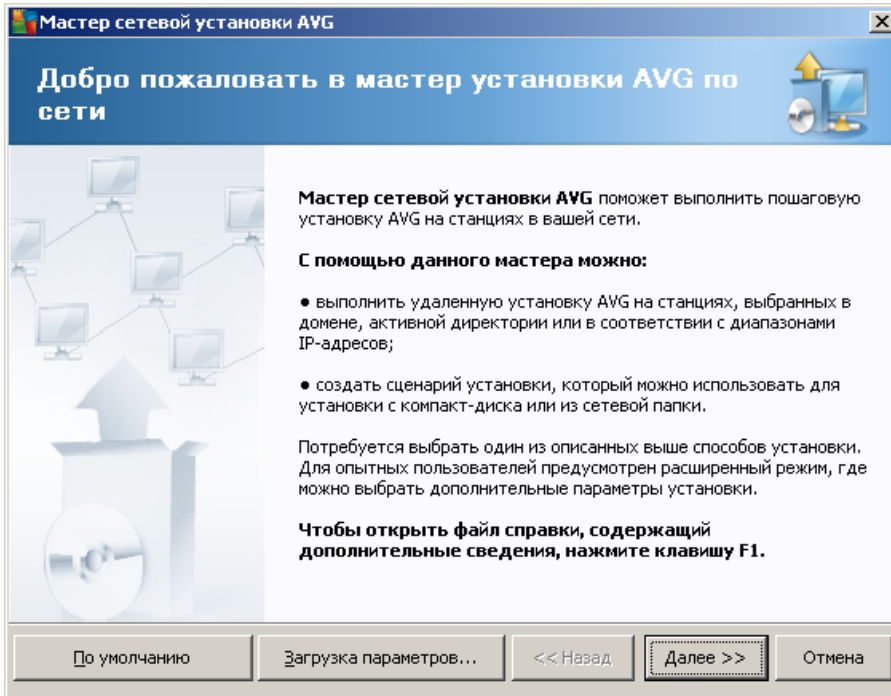 Мастер сетевой установки AVG
Добро пожаловать в мастер установки AVG по
сети
Мастер сетевой установки AVG поможет выполнить пошаговую
установку AVG на станциях в вашей сети.
С помощью данного мастера можно:
● выполнить удаленную установку AVG на станциях, выбранных в
домене, активной директории или в соответствии с диапазонами
IP-адресов;
● создать сценарий установки, который можно использовать для
установки с компакт-диска или из сетевой папки.
Потребуется выбрать один из описанных выше способов установки.
Для опытных пользователей предусмотрен расширенный режим, где
можно выбрать дополнительные параметры установки.
Чтобы открыть файл справки, содержащий
дополнительные сведения, нажмите клавишу F1.
По умолчанию
Загрузка параметров...
<< Назад
Далее >>
Отмена